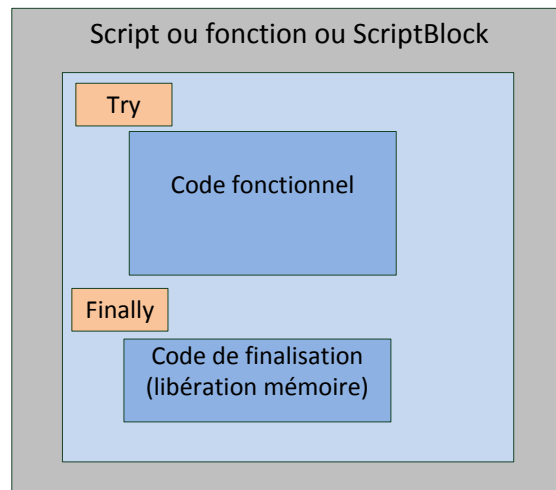 Script ou fonction ou ScriptBlock
Try
Code fonctionnel
Finally
Code de finalisation
(libération mémoire)